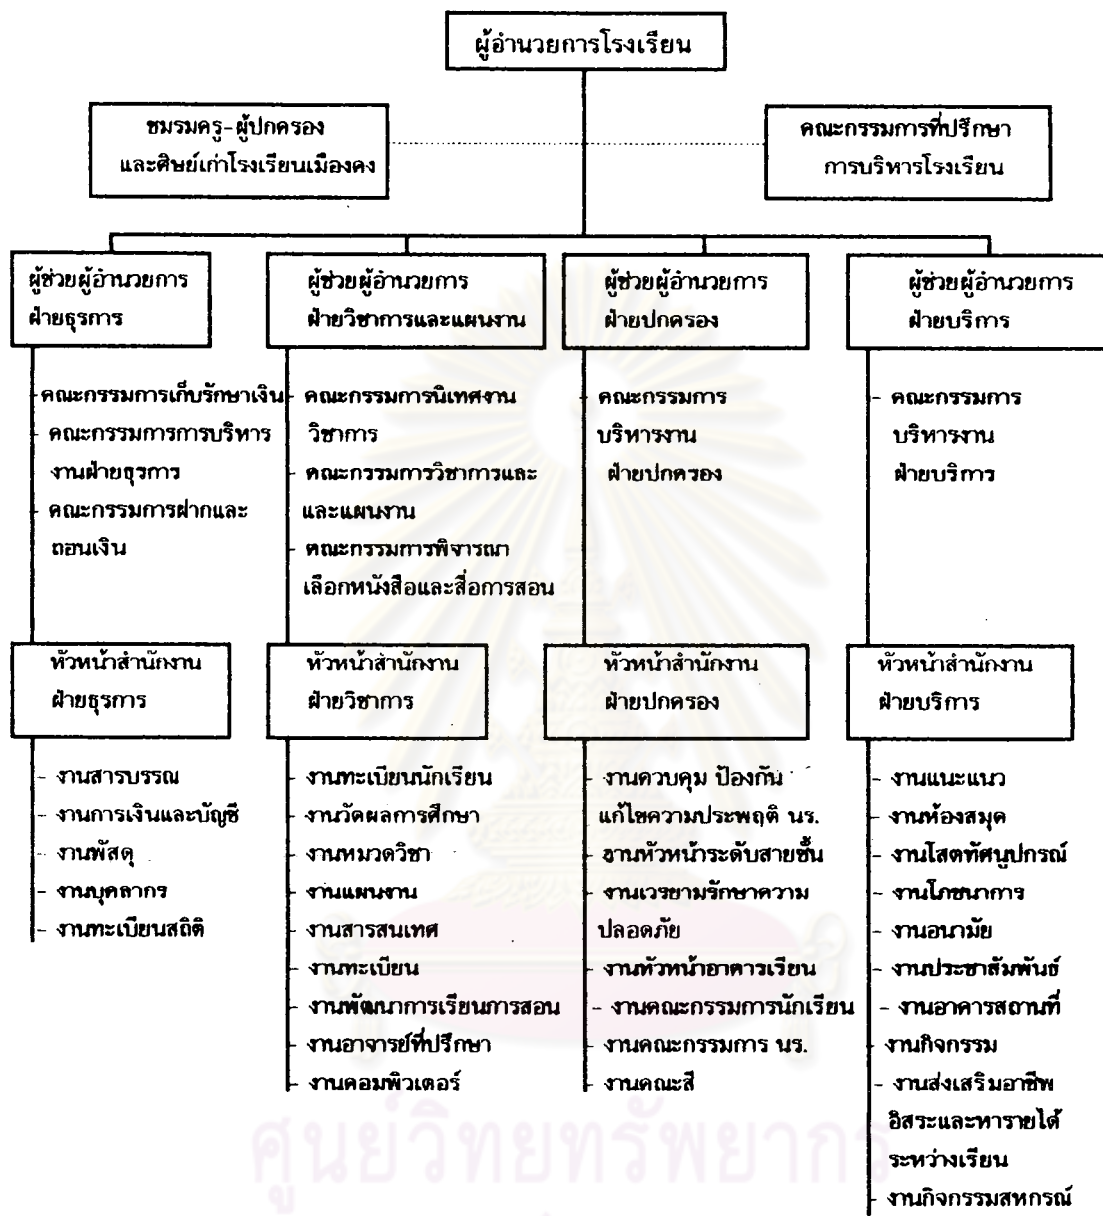 ผู้อำนวยการโรงเรียน
ชมรมครู-ผู้ปกครอง
และศิษย์เก่าโรงเรียนเมืองคง
คณะกรรมการที่ปรึกษา
การบริหารโรงเรียน
ผู้ช่วยผู้อำนวยการ
ฝ่ายธุรการ
ผู้ช่วยผู้อำนวยการ
ฝ่ายวิชาการและแผนงาน
ผู้ช่วยผู้อำนวยการ
ฝ่ายปกครอง
ผู้ช่วยผู้อำนวยการ
ฝ่ายบริการ
-คณะกรรมการเก็บรักษาเงิน
- คณะกรรมการการบริหาร
งานฝ่ายธุรการ
- คณะกรรมการฝากและ
ถอนเงิน
- คณะกรรมการนิเทศงาน
วิชาการ
- คณะกรรมการวิชาการและ
และแผนงาน
- คณะกรรมการพิจารณา
เลือกหนังสือและสื่อการสอน
- คณะกรรมการ
บริหารงาน
ฝ่ายปกครอง
- คณะกรรมการ
บริหารงาน
ฝ่ายบริการ
หัวหน้าสำนักงาน
ฝ่ายธุรการ
หัวหน้าสำนักงาน
ฝ่ายวิชาการ
หัวหน้าสำนักงาน
ฝ่ายปกครอง
หัวหน้าสำนักงาน
ฝ่ายบริการ
- งานสารบรรณ
- งานการเงินและบัญชี
- งานพัสดุ
- งานบุคลากร
- งานทะเบียนสถิติ
- งานทะเบียนนักเรียน
- งานวัดผลการศึกษา
- งานหมวดวิชา
- งานแผนงาน
- งานสารสนเทศ
- งานทะเบียน
- งานพัฒนาการเรียนการสอน
- งานอาจารย์ที่ปรึกษา
- งานคอมพิวเตอร์
- งานควบคุม ป้องกัน
แก้ไขความประพฤติ นร.
- งานหัวหน้าระดับสายชั้น
- งานเวรยามรักษาความ
ปลอดภัย
- งานหัวหน้าอาคารเรียน
- งานคณะกรรมการนักเรียน
- งานคณะกรรมการ นร.
- งานคณะสี
- งานแนะแนว
- งานห้องสมุด
- งานโสตทัศนูปกรณ์
- งานโภชนาการ
- งานอนามัย
- งานประชาสัมพันธ์
- งานอาคารสถานที่
- งานกิจกรรม
- งานส่งเสริมอาชีพ
อิสระและหารายได้
ระหว่างเรียน
- งานกิจกรรมสหกรณ์
ศูนย์วิทยทรัพยากร